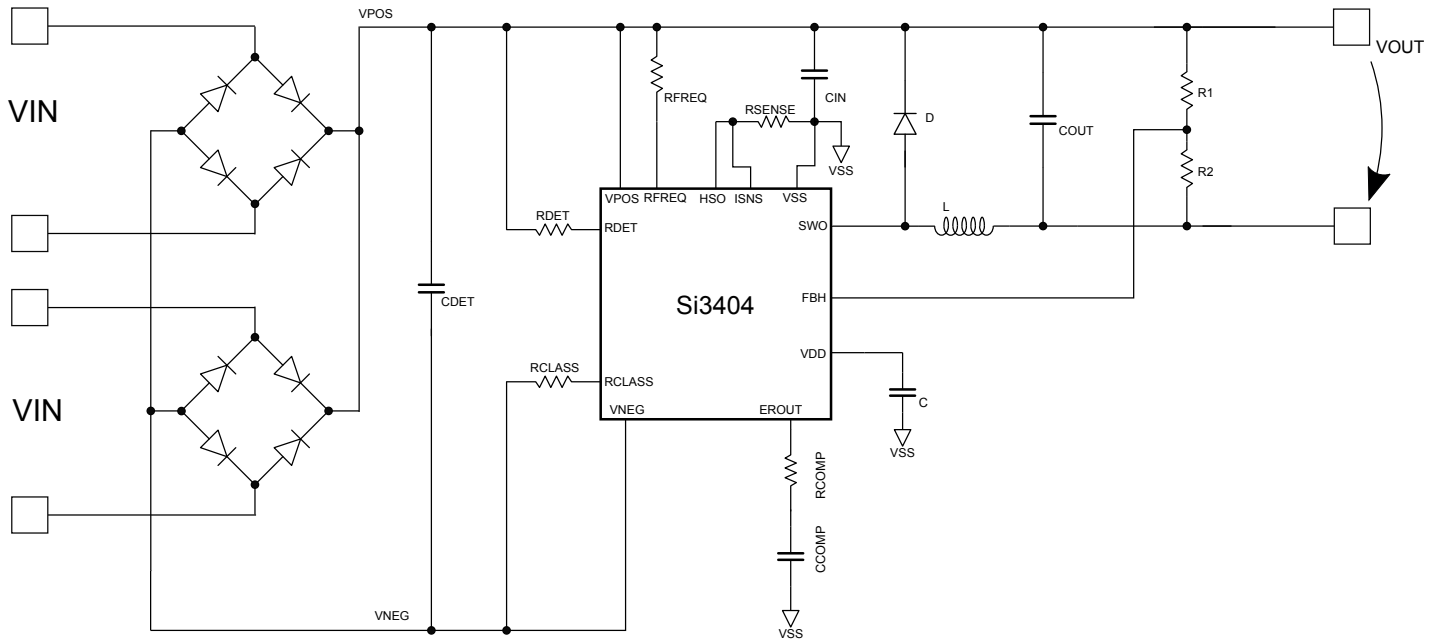 VPOS
VOUT
VIN
RFREQ
CIN
RSENSE
D
COUT
R1
VSS
R2
VPOS
RFREQ
HSO
ISNS
VSS
RDET
RDET
SWO
L
CDET
Si3404
FBH
VDD
RCLASS
RCLASS
C
VIN
VNEG
EROUT
VSS
RCOMP
CCOMP
VNEG
VSS